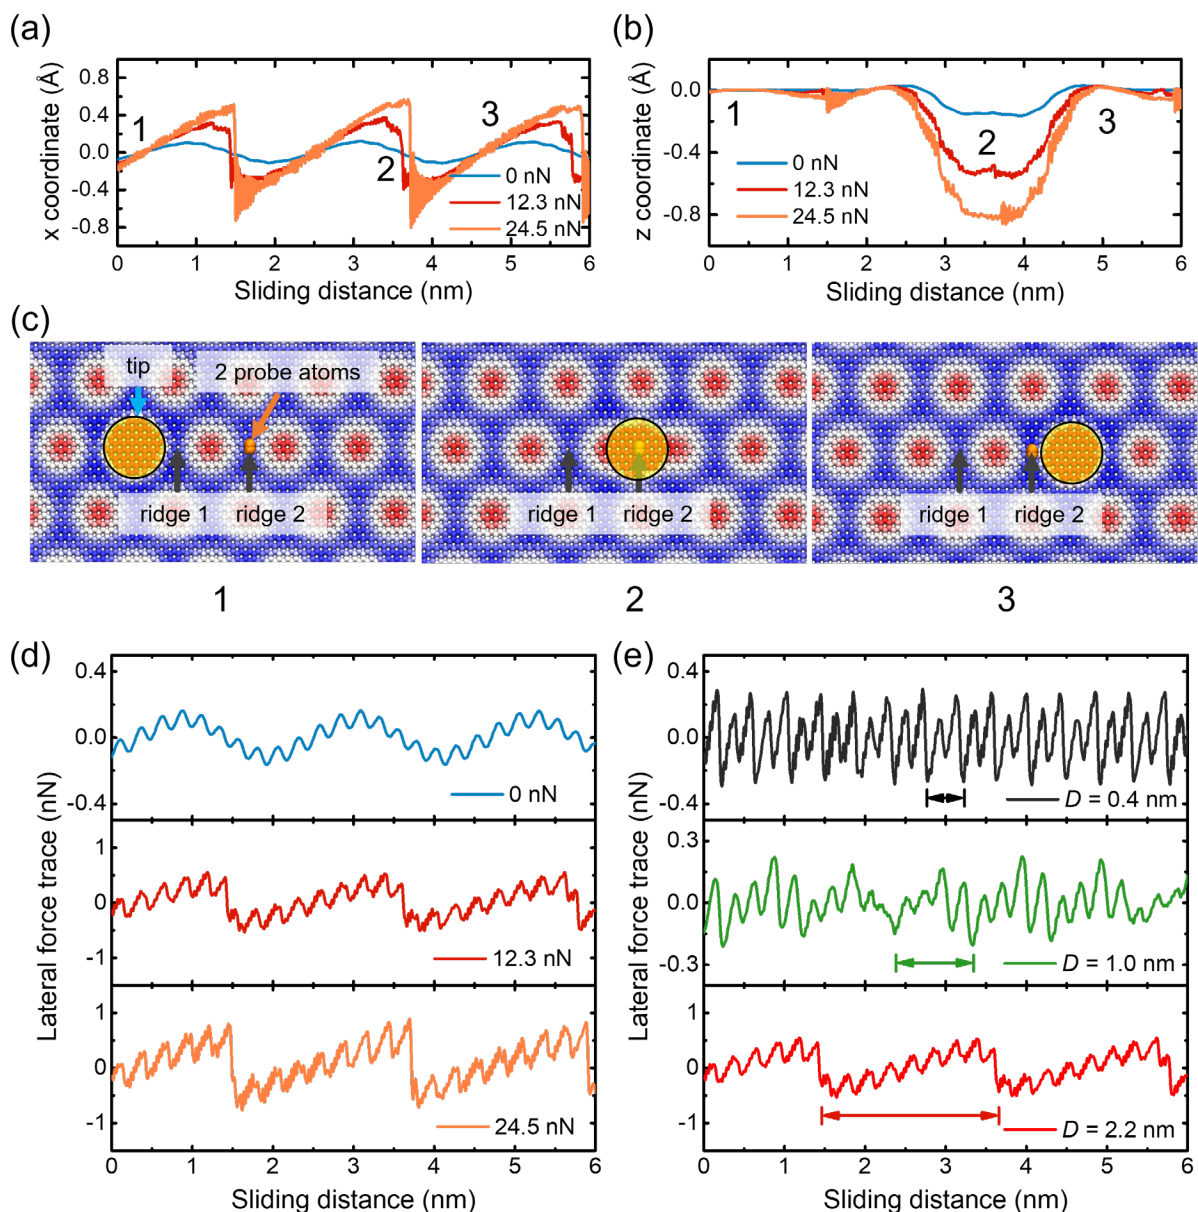 (a)
x coordinate (Å)
0.8
0.4
0.0
-0.4
-0.8
1
2
3
0 nN
12.3 nN
24.5 nN
0 1 2 3 4 5 6
Sliding distance (nm)
(b)
z coordinate (Å)
0.0
-0.4
-0.8
1
2
3
0 nN
12.3 nN
24.5 nN
0 1 2 3 4 5 6
Sliding distance (nm)
(c)
tip
2 probe atoms
ridge 1 ridge 2
ridge 1 ridge 2
ridge 1 ridge 2
1 2 3
(d)
Lateral force trace (nN)
0.4
0.0
-0.4
0 nN
1
0
-1
12.3 nN
1
0
-1
24.5 nN
0 1 2 3 4 5 6
Sliding distance (nm)
(e)
Lateral force trace (nN)
0.4
0.0
-0.4
D = 0.4 nm
0.3
0.0
-0.3
D = 1.0 nm
1
0
-1
D = 2.2 nm
0 1 2 3 4 5 6
Sliding distance (nm)